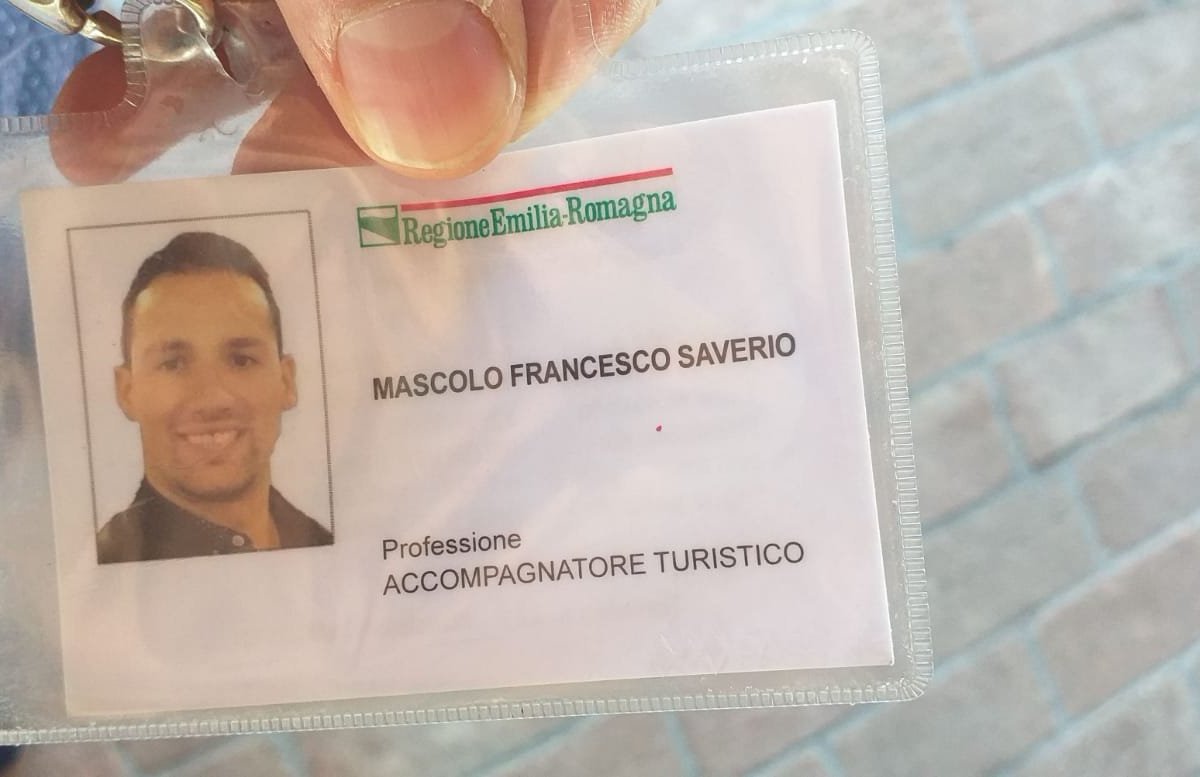 RegioneEmilia-Romagna
MASCOLO FRANCESCO SAVERIO
Professione
ACCOMPAGNATORE TURISTICO